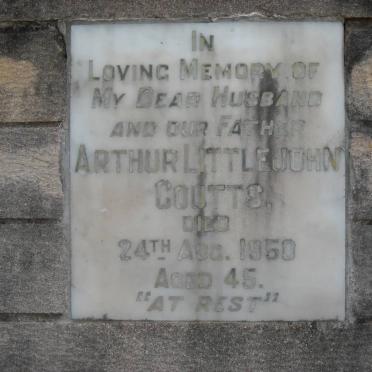 IN
LOVING MEMORY OF
MY DEAR HUSBAND
AND OUR FATHER
ARTHUR LITTLEJOHN
COUTTS.
DIED
24TH AUG. 1950
AGED 45.
"AT REST"